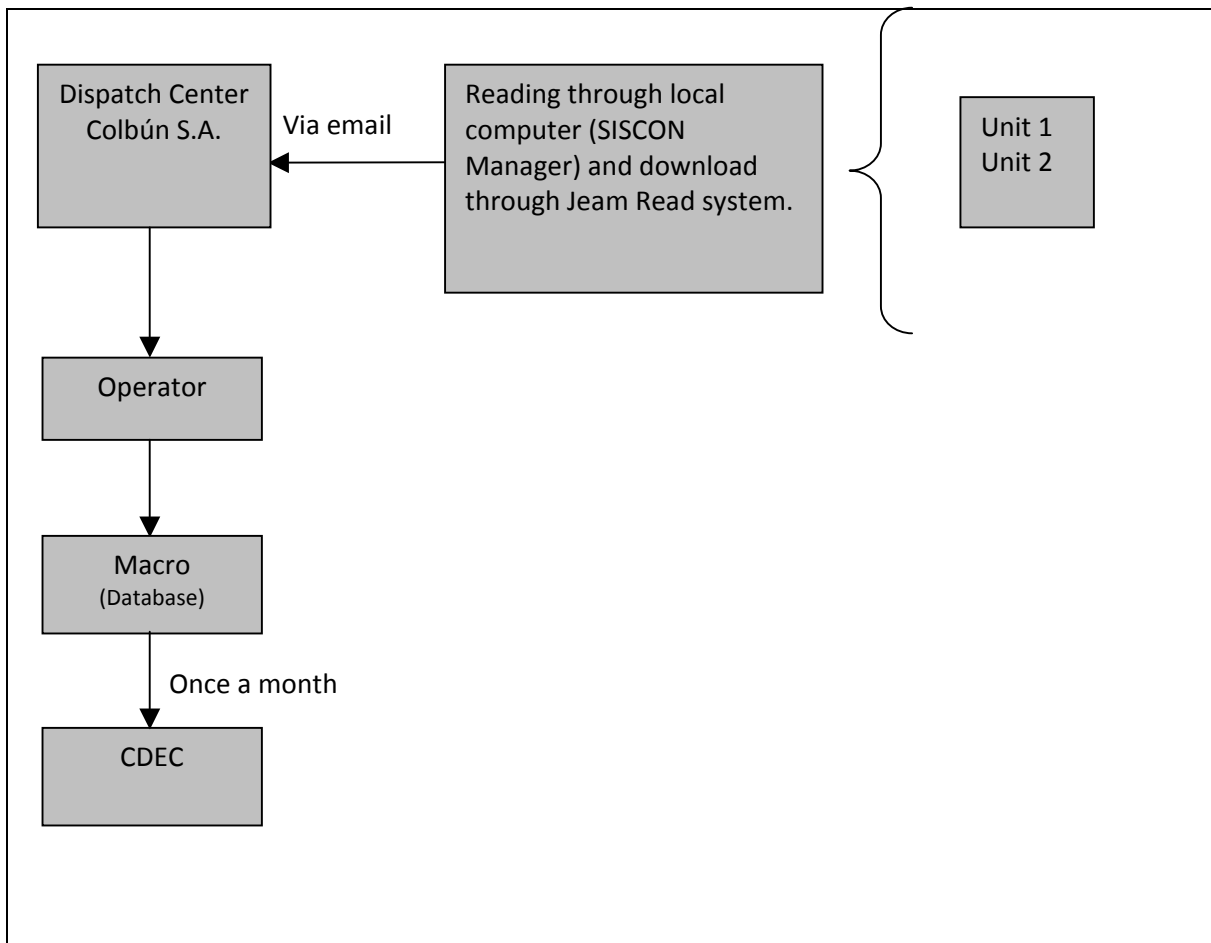 Dispatch Center
Colbún S.A.
Via email
Reading through local
computer (SISCON
Manager) and download
through Jeam Read system.
Unit 1
Unit 2
Operator
Macro
(Database)
Once a month
CDEC